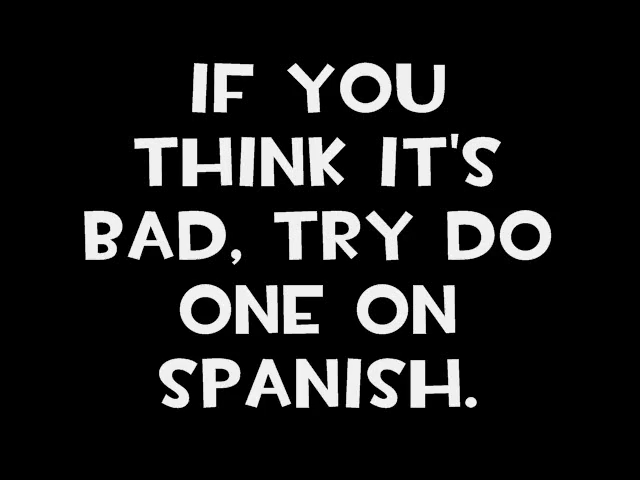 IF YOU
THINK IT'S
BAD, TRY DO
ONE ON
SPANISH.